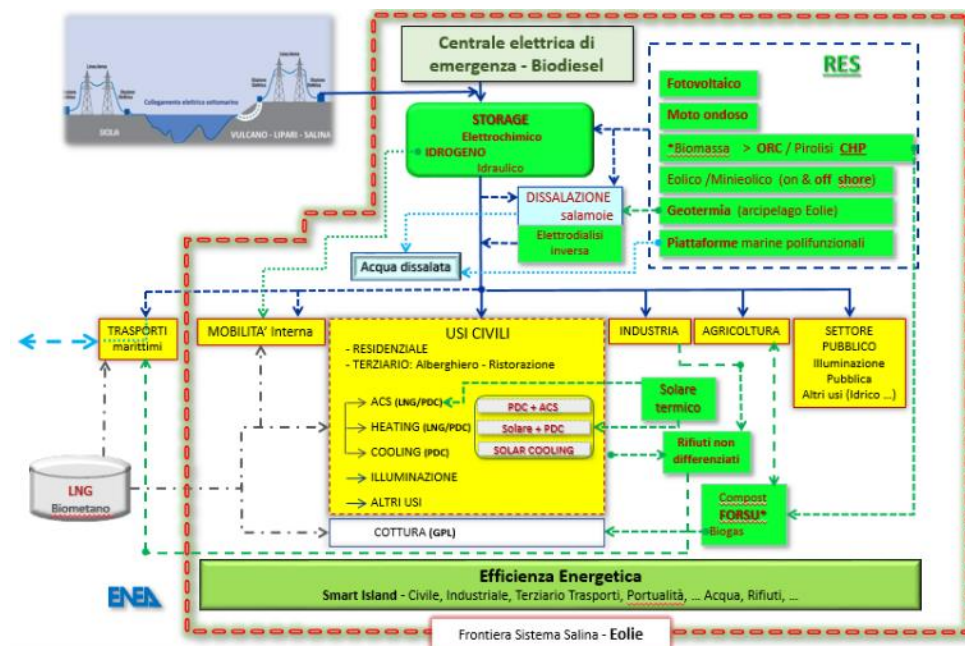 Centrale elettrica di
emergenza - Biodiesel
Collegamento elettrico sottomarino
VULCANO - LIPARI - SALINA
STORAGE
Elettrochimico
IDROGENO
Idraulico
RES
Fotovoltaico
Moto ondoso
*Biomassa > ORC / Pirolisi CHP
Eolico /Minieolico (on & off shore)
Geotermia (arcipelago Eolie)
Piattaforme marine polifunzionali
DISSALAZIONE
salamoie
Elettrodialisi
inversa
Acqua dissalata
TRASPORTI
marittimi
MOBILITA' Interna
USI CIVILI
- RESIDENZIALE
- TERZIARIO: Alberghiero - Ristorazione
ACS (LNG/PDC)
HEATING (LNG/PDC)
COOLING (PDC)
ILLUMINAZIONE
ALTRI USI
PDC + ACS
Solare + PDC
SOLAR COOLING
COTTURA (GPL)
INDUSTRIA
AGRICOLTURA
SETTORE
PUBBLICO
Illuminazione
Pubblica
Altri usi (Idrico ...)
Solare
termico
Rifiuti non
differenziati
Compost
FORSU*
Biogas
LNG
Biometano
ENEA
Efficienza Energetica
Smart Island - Civile, Industriale, Terziario Trasporti, Portualità, ... Acqua, Rifiuti, ...
Frontiera Sistema Salina - Eolie